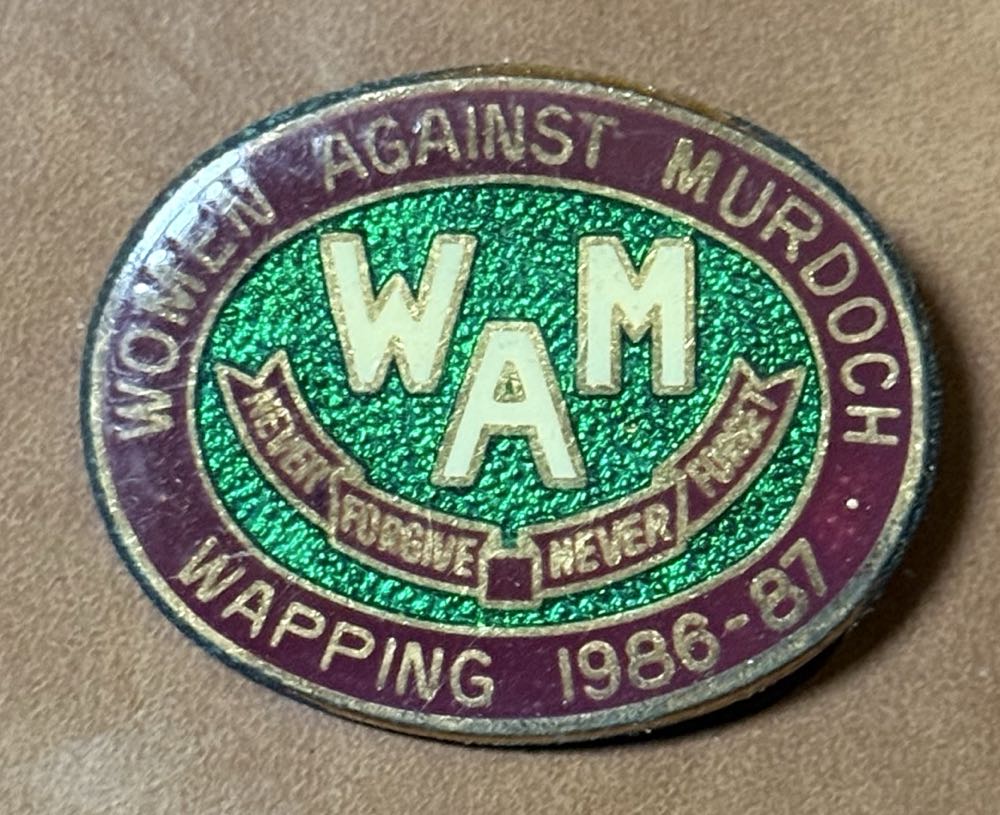 WOMEN AGAINST MURDOCH
WAM
NEVER FORGIVE NEVER FORGET
WAPPING 1986-87